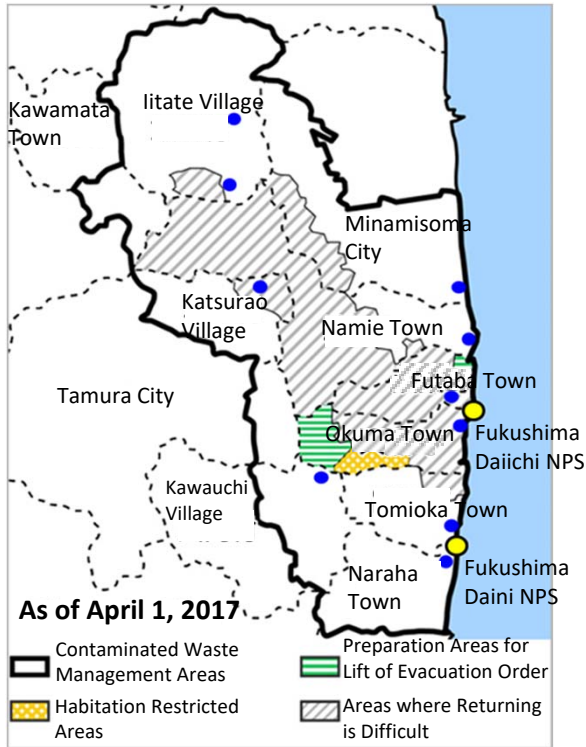 Kawamata
Town
Iitate Village
Minamisoma
City
Katsurao
Village
Namie Town
Tamura City
Futaba Town
Okuma Town
Fukushima
Daiichi NPS
Kawauchi
Village
Tomioka Town
Naraha
Town
Fukushima
Daini NPS
As of April 1, 2017
Contaminated Waste
Management Areas
Preparation Areas for
Lift of Evacuation Order
Habitation Restricted
Areas
Areas where Returning
is Difficult